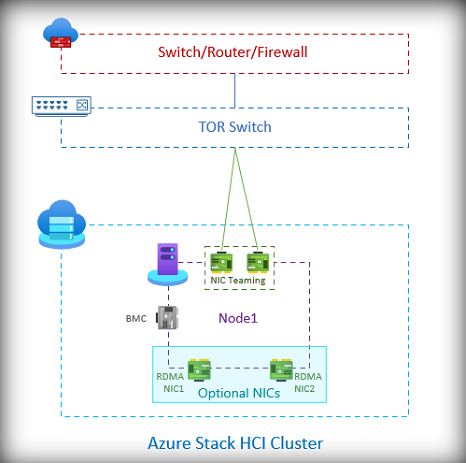 Switch/Router/Firewall
TOR Switch
NIC Teaming
BMC
Node1
RDMA
NIC1
RDMA
NIC2
Optional NICs
Azure Stack HCI Cluster